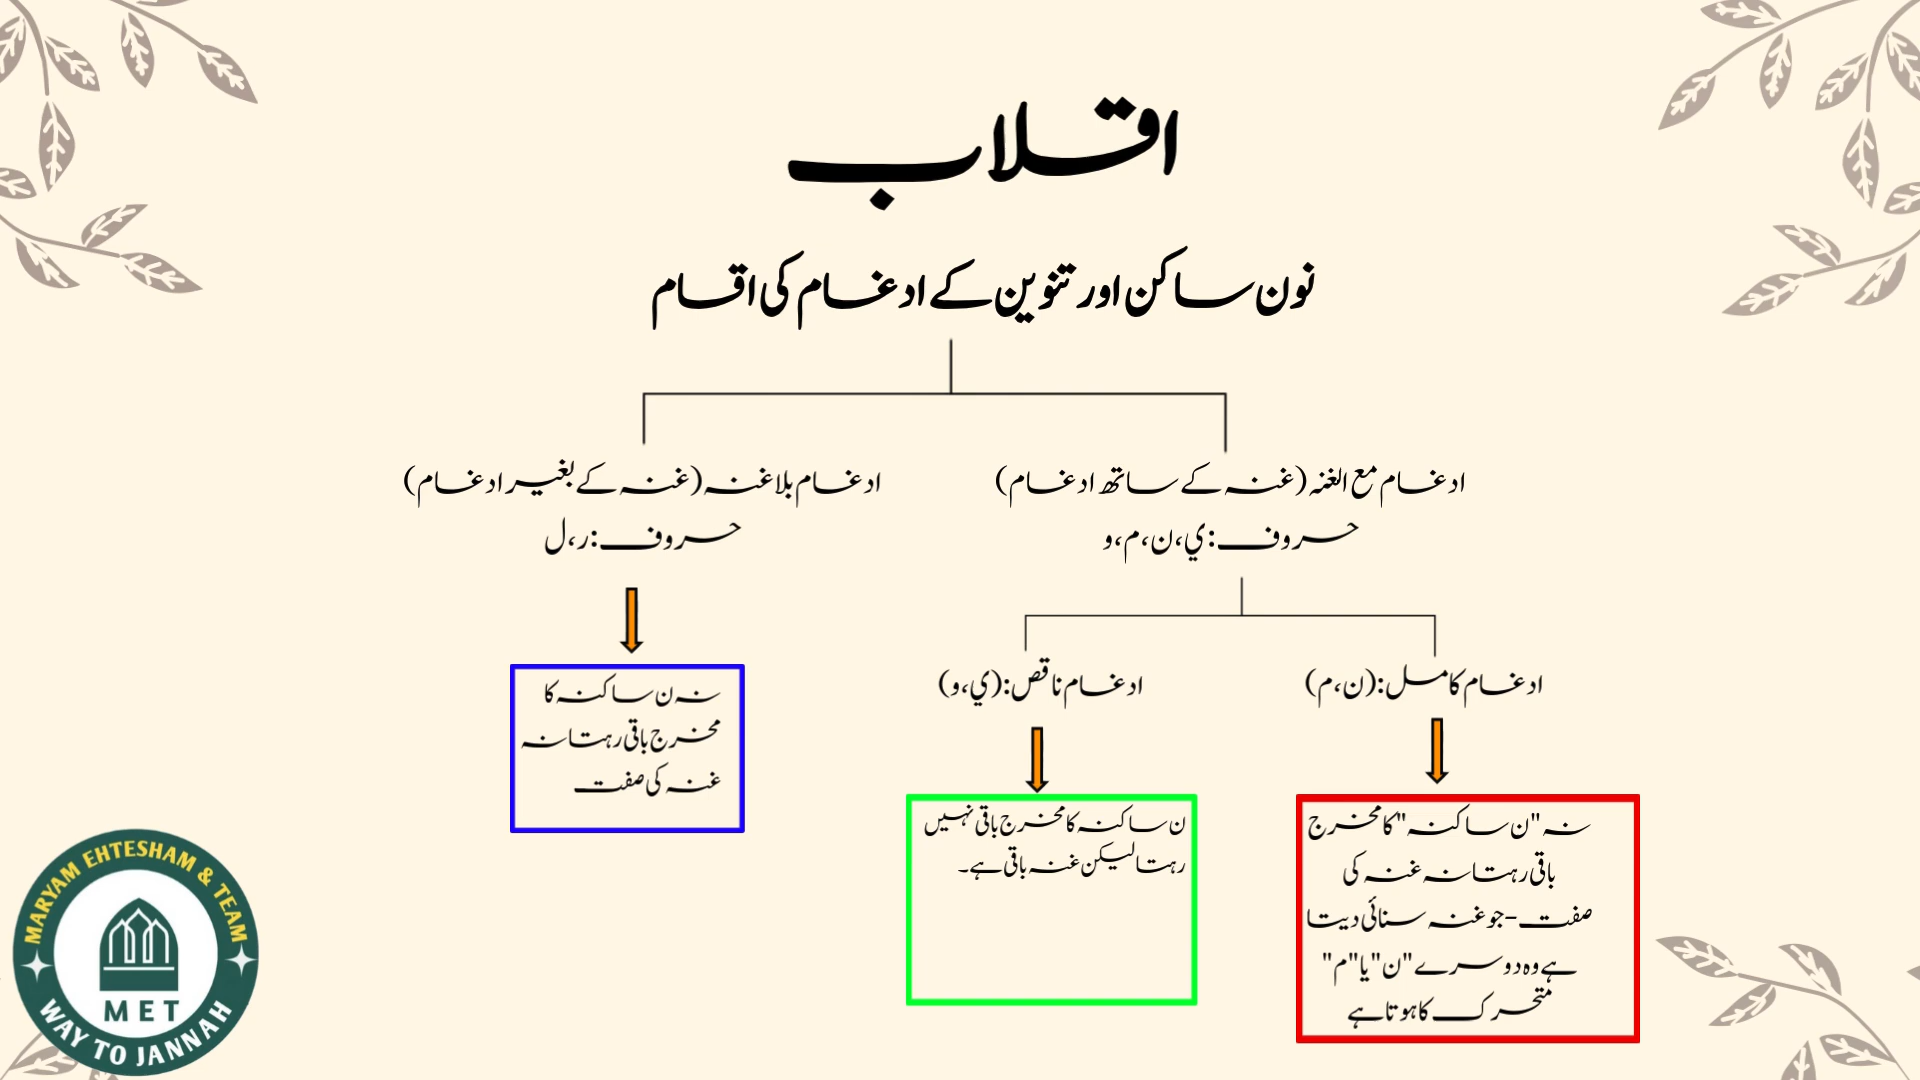 اقلاب
نون ساکن اور تنوین کے ادغام کی اقسام
ادغام مع الغنہ (غنہ کے ساتھ ادغام)
حروف: ي، ن، م، و
ادغام بلا غنہ (غنہ کے بغیر ادغام)
حروف: ر، ل
ادغام کامل: (ن، م)
نہ "ن ساکنہ" کا مخرج
باقی رہتا نہ غنہ کی
صفت - جو غنہ سنائی دیتا
ہے وہ دوسرے "ن" یا "م"
متحرک کا ہوتا ہے
ادغام ناقص: (ي، و)
ن ساکنہ کا مخرج باقی نہیں
رہتا لیکن غنہ باقی ہے۔
نہ ن ساکنہ کا
مخرج باقی رہتا نہ
غنہ کی صفت
MARYAM EHTESHAM & TEAM
MET
WAY TO JANNAH